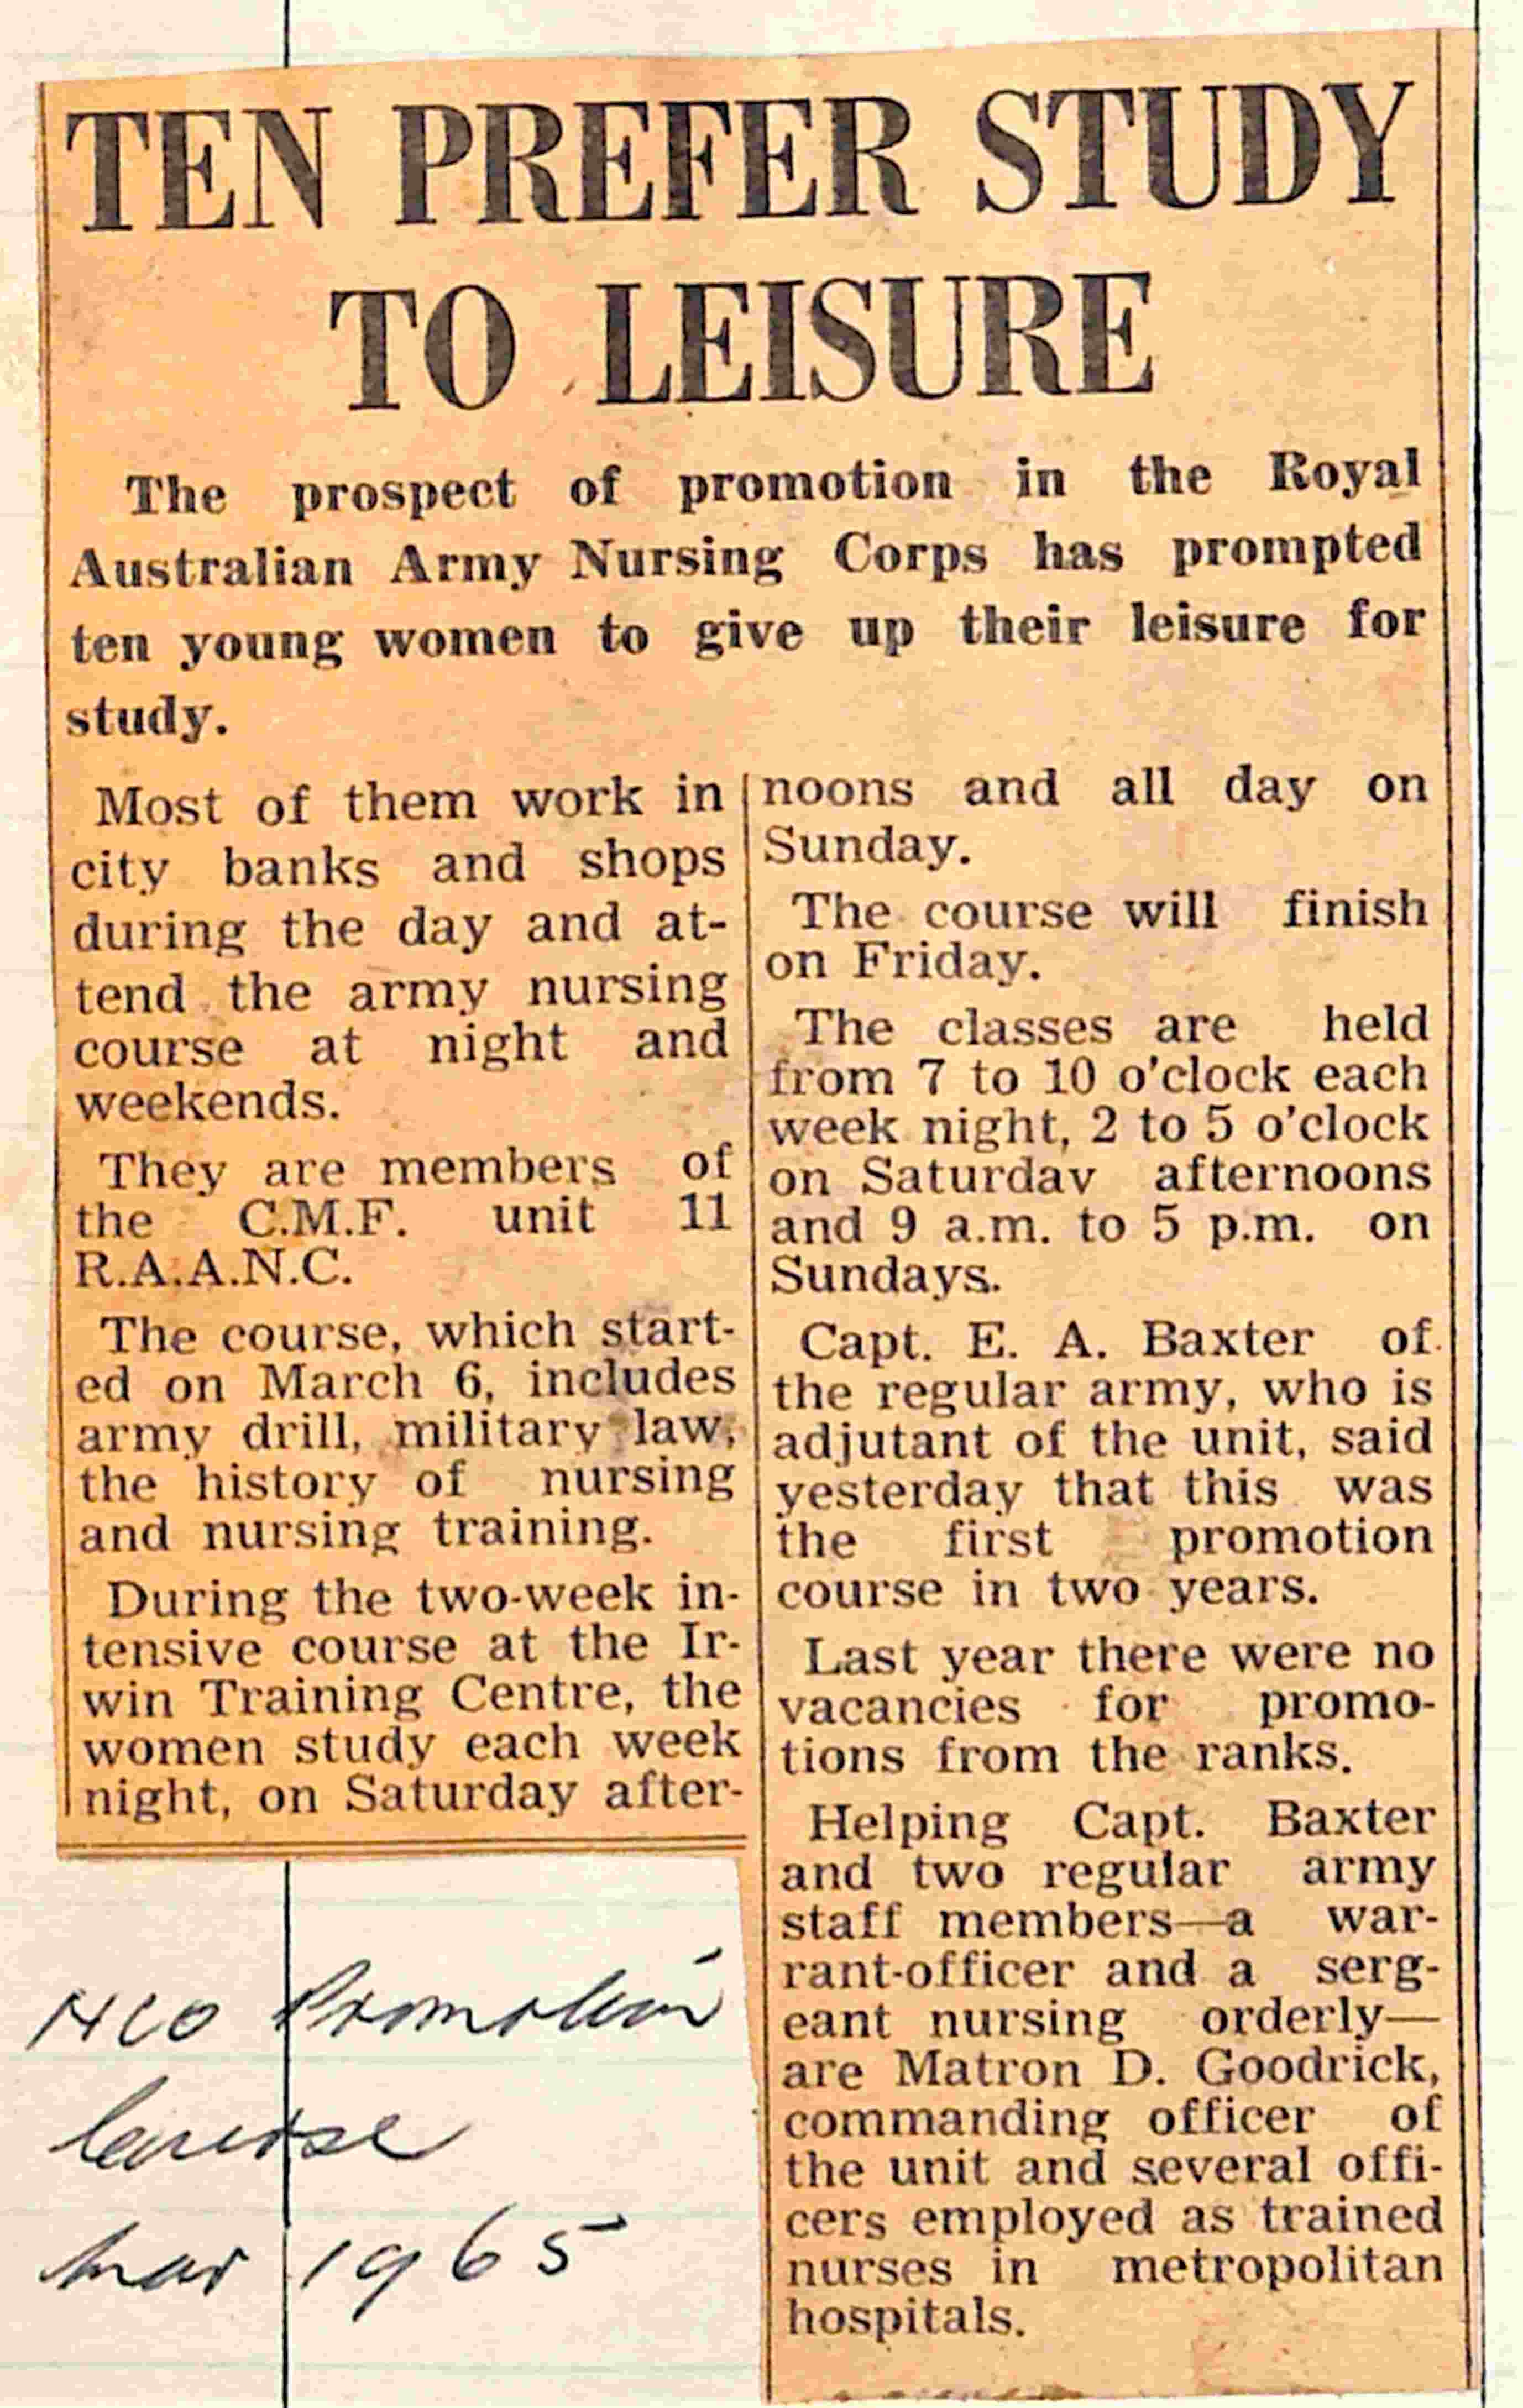 TEN PREFER STUDY
TO LEISURE
The prospect of promotion in the Royal
Australian Army Nursing Corps has prompted
ten young women to give up their leisure for
study.
Most of them work in
city banks and shops
during the day and at-
tend the army nursing
course at night and
weekends.
They are members of
the C.M.F. unit 11
R.A.A.N.C.
The course, which start-
ed on March 6, includes
army drill, military law,
the history of nursing
and nursing training.
During the two-week in-
tensive course at the Ir-
win Training Centre, the
women study each week
night, on Saturday after-
noons and all day on
Sunday.
The course will finish
on Friday.
The classes are held
from 7 to 10 o'clock each
week night, 2 to 5 o'clock
on Saturday afternoons
and 9 a.m. to 5 p.m. on
Sundays.
Capt. E. A. Baxter of
the regular army, who is
adjutant of the unit, said
yesterday that this was
the first promotion
course in two years.
Last year there were no
vacancies for promo-
tions from the ranks.
Helping Capt. Baxter
and two regular army
staff members—a war-
rant-officer and a serg-
eant nursing orderly—
are Matron D. Goodrick,
commanding officer of
the unit and several offi-
cers employed as trained
nurses in metropolitan
hospitals.
NCO Promotion
Course
Mar 1965